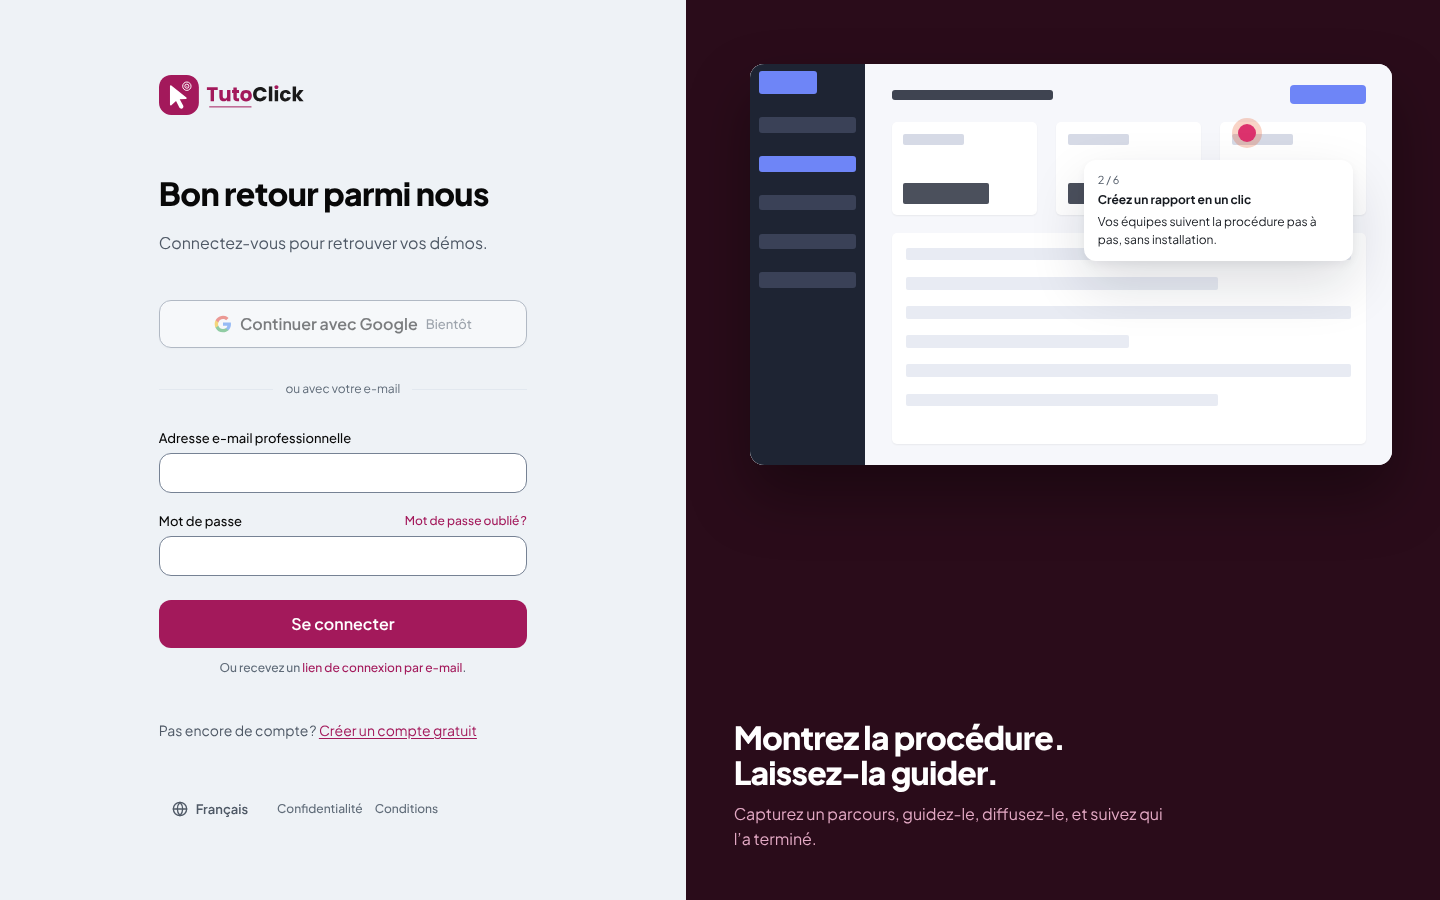 TutoClick
Bon retour parmi nous
Connectez-vous pour retrouver vos démos.
Continuer avec Google Bientôt
ou avec votre e-mail
Adresse e-mail professionnelle
Mot de passe
Mot de passe oublié ?
Se connecter
Ou recevez un lien de connexion par e-mail.
Pas encore de compte ? Créer un compte gratuit
Français
Confidentialité
Conditions
2 / 6
Créez un rapport en un clic
Vos équipes suivent la procédure pas à
pas, sans installation.
Montrez la procédure.
Laissez-la guider.
Capturez un parcours, guidez-le, diffusez-le, et suivez qui
l'a terminé.